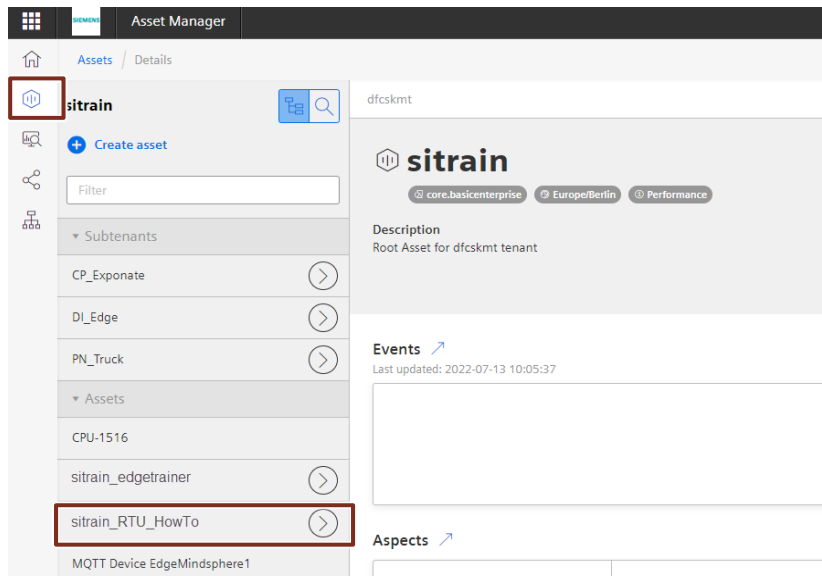 SIEMENS
Asset Manager
Assets / Details
sitrain
Create asset
Filter
Subtenants
CP_Exponate
DI_Edge
PN_Truck
Assets
CPU-1516
sitrain_edgetrainer
sitrain_RTU_HowTo
MQTT Device EdgeMindsphere1
dfcskmt
sitrain
core.basicenterprise Europe/Berlin Performance
Description
Root Asset for dfcskmt tenant
Events
Last updated: 2022-07-13 10:05:37
Aspects